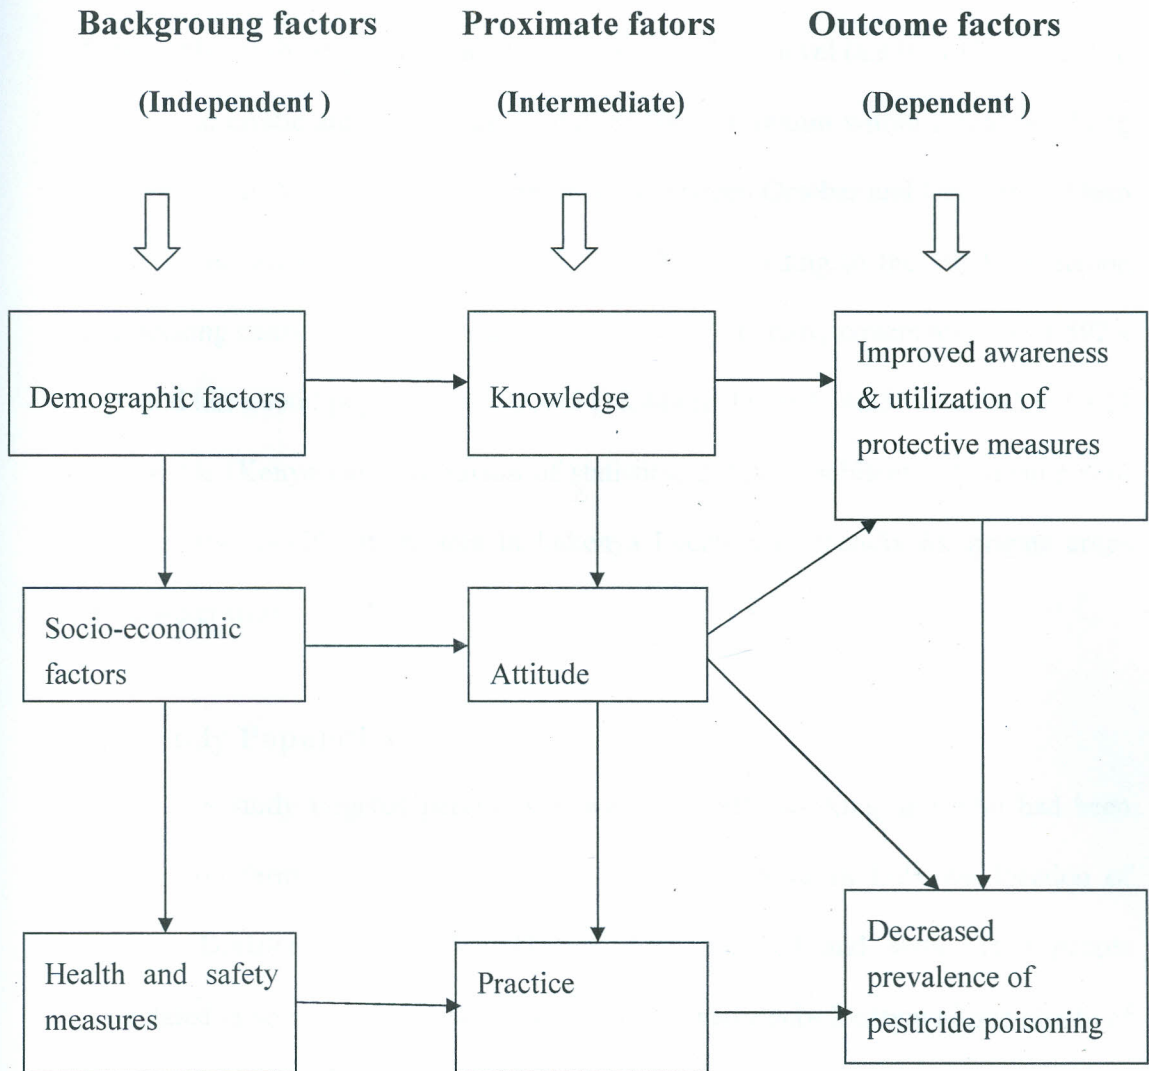 Backgroung factors Proximate fators Outcome factors
(Independent ) (Intermediate) (Dependent )
Demographic factors
Knowledge
Improved awareness
& utilization of
protective measures
Socio-economic
factors
Attitude
Health and safety
measures
Practice
Decreased
prevalence of
pesticide poisoning